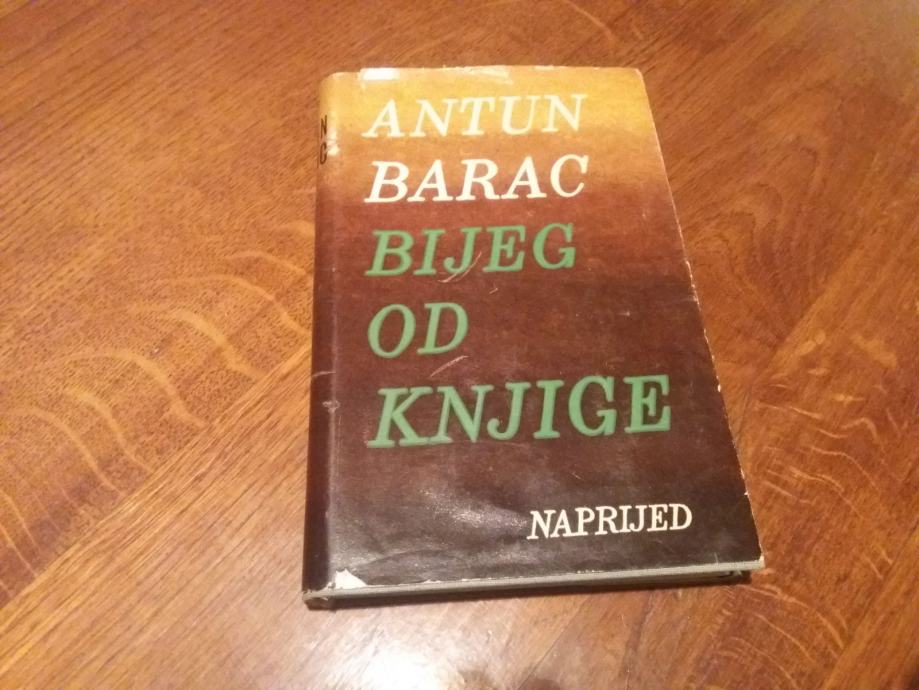 ANTUN
BARAC
BIJEG
OD
KNJIGE
NAPRIJED